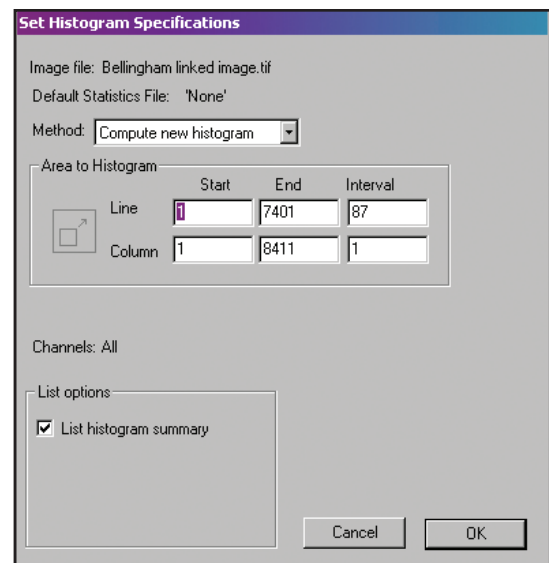 Set Histogram Specifications
Image file: Bellingham linked image.tif
Default Statistics File: 'None'
Method: Compute new histogram
Area to Histogram
Start End Interval
Line 1 7401 87
Column 1 8411 1
Channels: All
List options
List histogram summary
Cancel OK